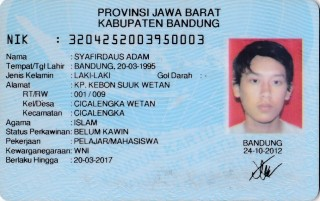 PROVINSI JAWA BARAT
KABUPATEN BANDUNG
NIK : 3204252003950003
Nama : SYAFIRDAUS ADAM
Tempat/Tgl Lahir : BANDUNG, 20-03-1995
Jenis Kelamin : LAKI-LAKI Gol Darah : -
Alamat : KP. KEBON SUUK WETAN
RT/RW : 001 / 009
Kel/Desa : CICALENGKA WETAN
Kecamatan : CICALENGKA
Agama : ISLAM
Status Perkawinan: BELUM KAWIN
Pekerjaan : PELAJAR/MAHASISWA
Kewarganegaraan: WNI
Berlaku Hingga : 20-03-2017
BANDUNG
24-10-2012